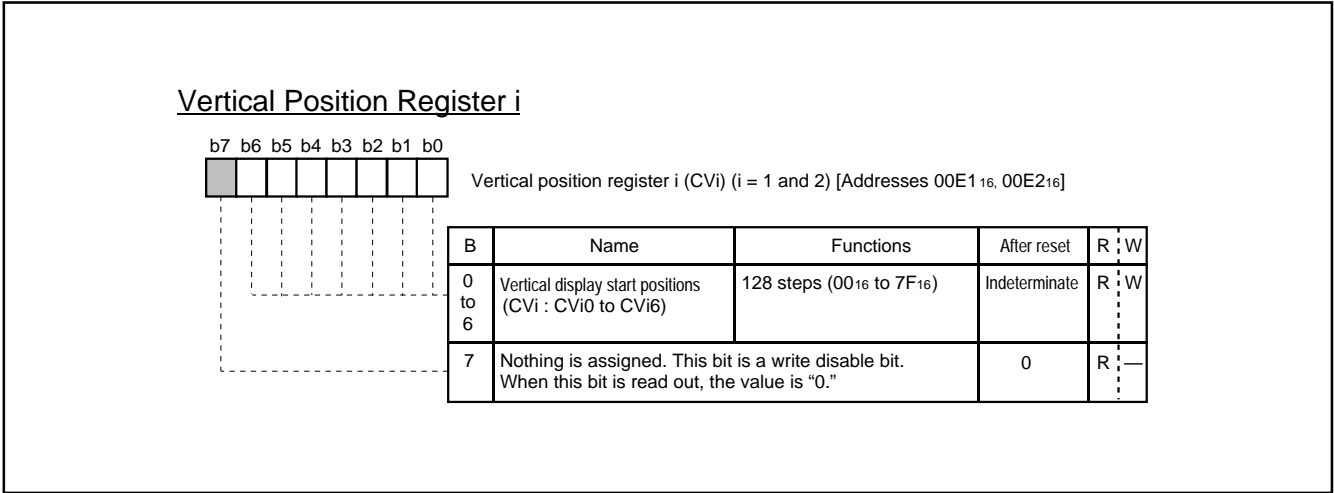 Vertical Position Register i
b7 b6 b5 b4 b3 b2 b1 b0
Vertical position register i (CVi) (i = 1 and 2) [Addresses 00E116, 00E216]
B Name Functions After reset R W
0 to 6 Vertical display start positions (CVi : CVi0 to CVi6) 128 steps (0016 to 7F16) Indeterminate R W
7 Nothing is assigned. This bit is a write disable bit. 0 R —
When this bit is read out, the value is “0.”